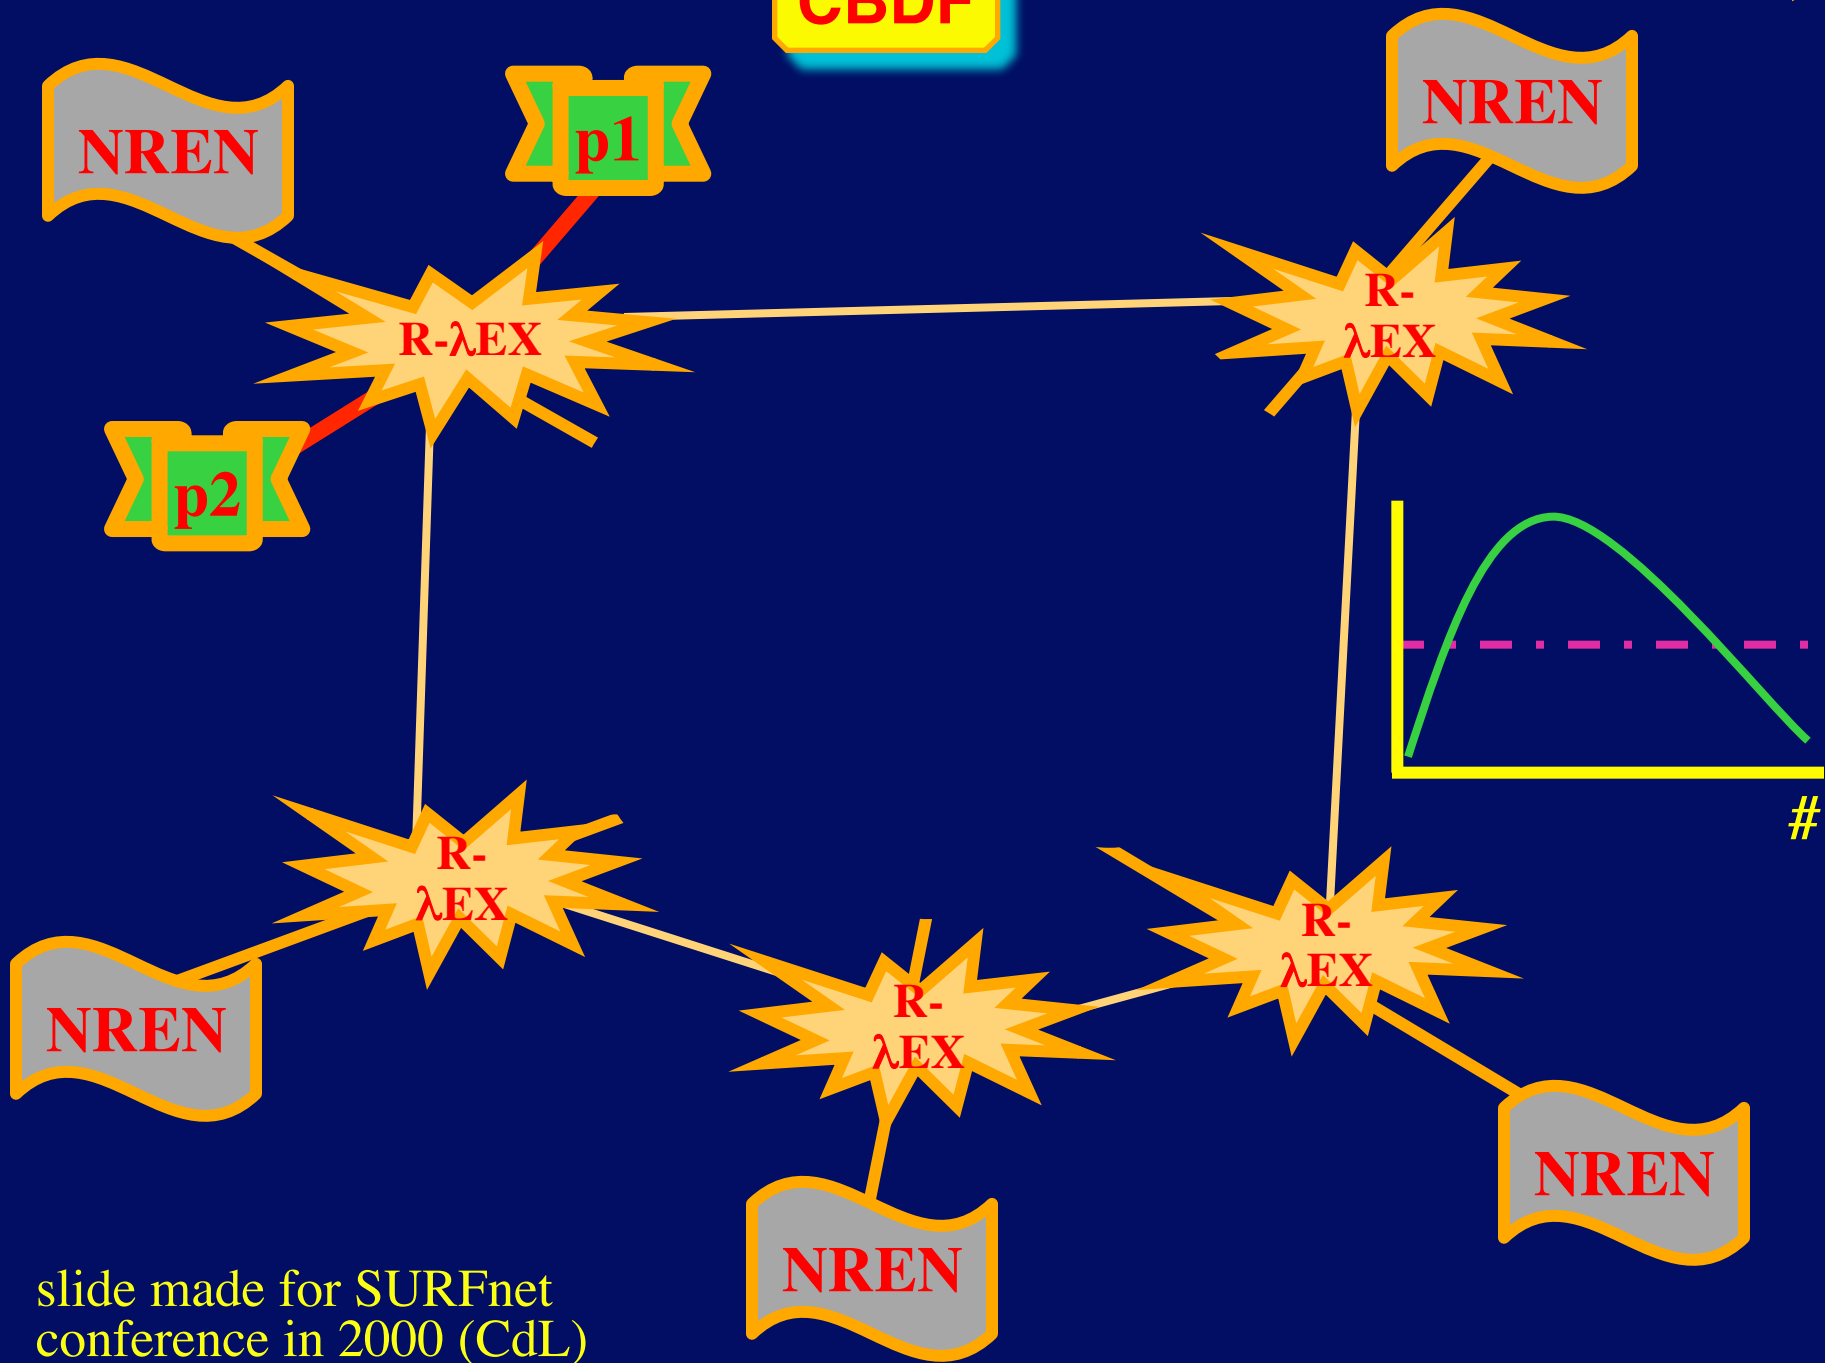 CBDF
NREN
p1
NREN
R-λEX
R-
λEX
p2
#
R-
λEX
R-
λEX
R-
λEX
NREN
NREN
NREN
slide made for SURFnet
conference in 2000 (CdL)